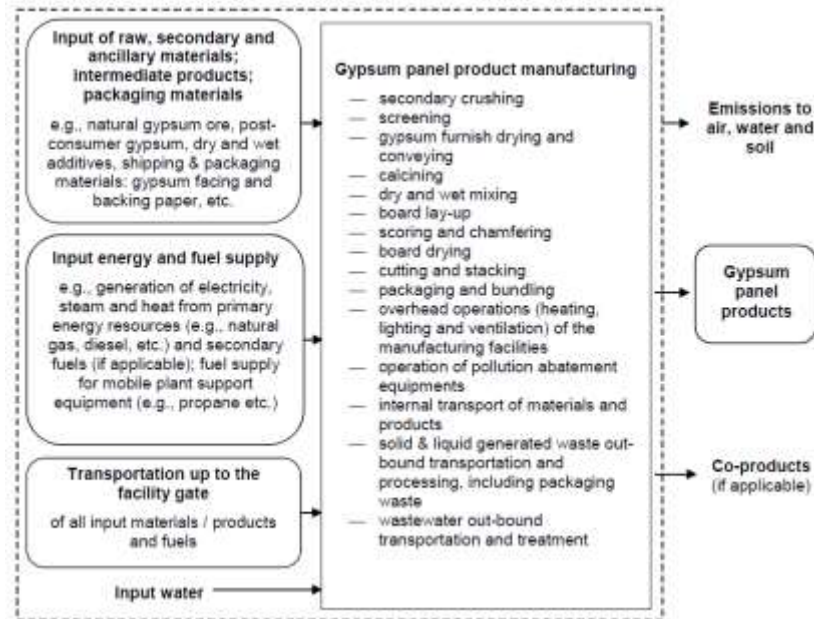 Input of raw, secondary and
ancillary materials;
intermediate products;
packaging materials
e.g., natural gypsum ore, post-
consumer gypsum, dry and wet
additives, shipping & packaging
materials: gypsum facing and
backing paper, etc.
Input energy and fuel supply
e.g., generation of electricity,
steam and heat from primary
energy resources (e.g., natural
gas, diesel, etc.) and secondary
fuels (if applicable); fuel supply
for mobile plant support
equipment (e.g., propane etc.)
Transportation up to the
facility gate
of all input materials / products
and fuels
Input water
Gypsum panel product manufacturing
— secondary crushing
— screening
— gypsum furnish drying and
conveying
— calcining
— dry and wet mixing
— board lay-up
— scoring and chamfering
— board drying
— cutting and stacking
— packaging and bundling
— overhead operations (heating,
lighting and ventilation) of the
manufacturing facilities
— operation of pollution abatement
equipments
— internal transport of materials and
products
— solid & liquid generated waste out-
bound transportation and
processing, including packaging
waste
— wastewater out-bound
transportation and treatment
Emissions to
air, water and
soil
Gypsum
panel
products
Co-products
(if applicable)